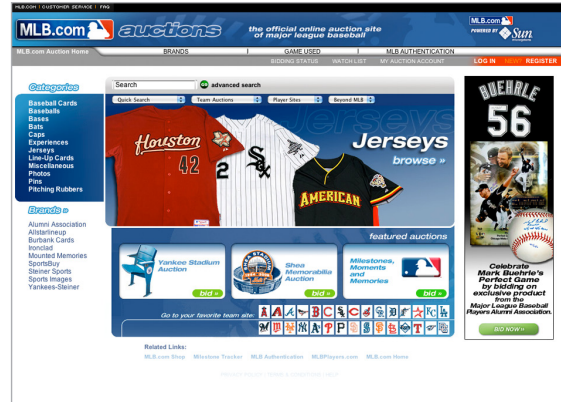 MLB.COM | CUSTOMER SERVICE | FAQ
MLB.com auctions
the official online auction site
of major league baseball
MLB.com
POWERED BY Sun
MLB.com Auction Home
BRANDS
GAME USED
MLB AUTHENTICATION
BIDDING STATUS
WATCH LIST
MY AUCTION ACCOUNT
LOG IN
NEW?
REGISTER
Categories
Baseball Cards
Baseballs
Bases
Bats
Caps
Experiences
Jerseys
Line-Up Cards
Miscellaneous
Photos
Pins
Pitching Rubbers
Brands »
Alumni Association
Allstarlineup
Burbank Cards
Ironclad
Mounted Memories
SportsBuy
Steiner Sports
Sports Images
Yankees-Steiner
Search
GO
advanced search
Quick Search
Team Auctions
Player Sites
Beyond MLB
Houston
42
Sox
2
AMERICAN
jerseys
Jerseys
browse »
featured auctions
Yankee Stadium
Auction
bid »
Shea
Memorabilia
Auction
bid »
Milestones,
Moments
and
Memories
bid »
Go to your favorite team site:
BUEHRLE
56
Celebrate
Mark Buehrle's
Perfect Game
by bidding on
exclusive product
from the
Major League Baseball
Players Alumni Association.
BID NOW »
Related Links:
MLB.com Shop
Milestone Tracker
MLB Authentication
MLBPlayers.com
MLB.com Home